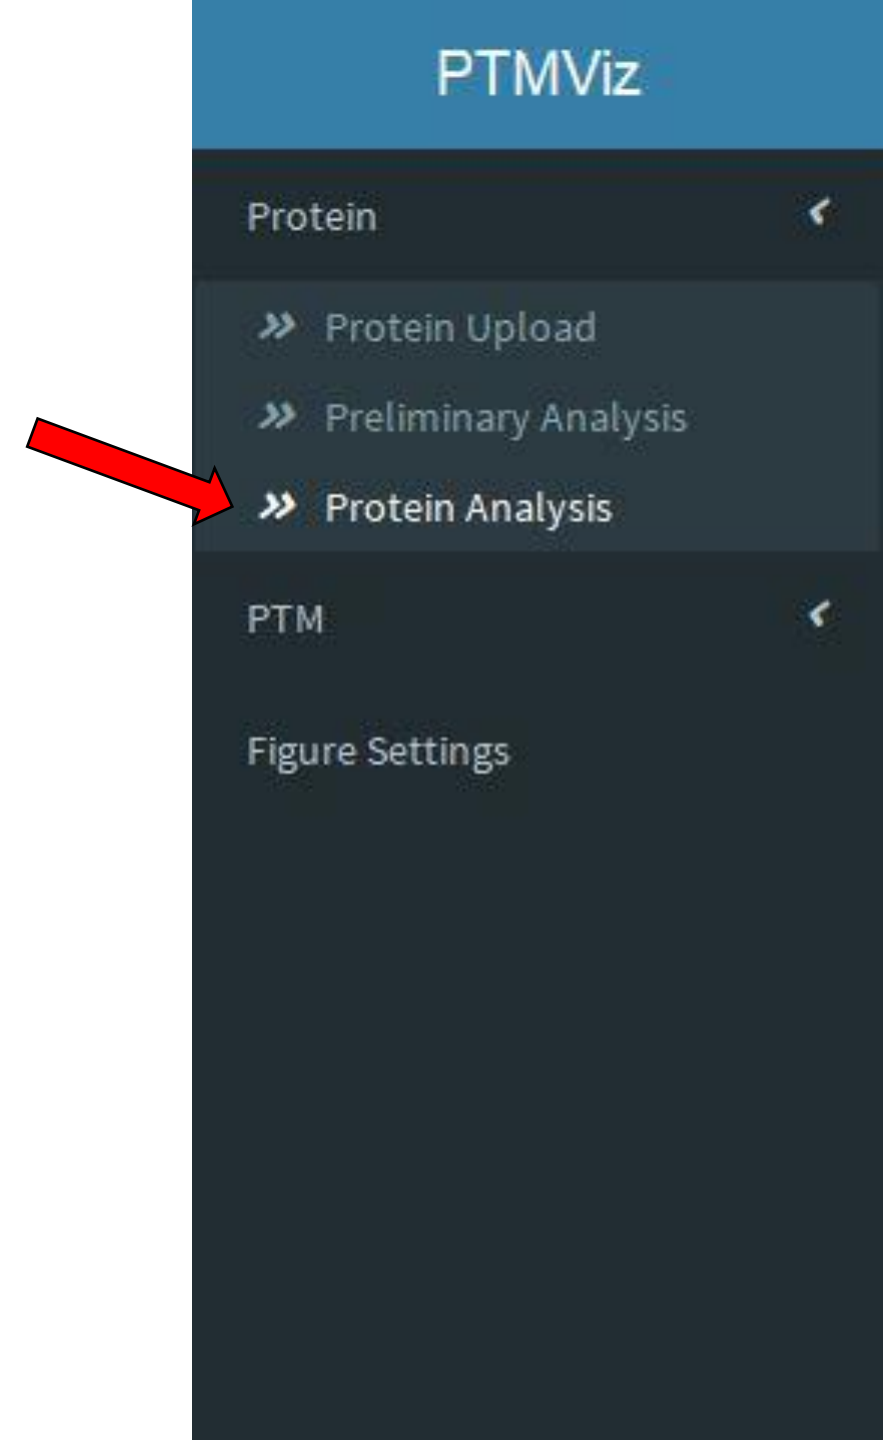 PTMViz
Protein
Protein Upload
Preliminary Analysis
Protein Analysis
PTM
Figure Settings